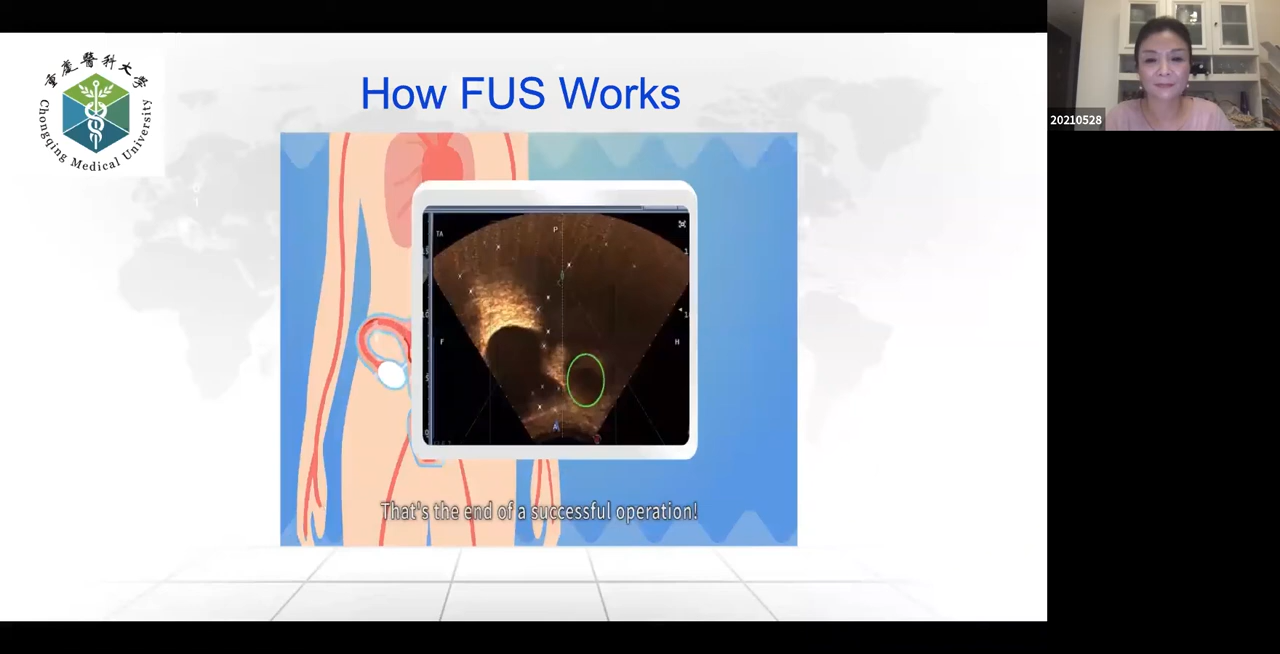 重慶醫科大學
Chongqing Medical University
How FUS Works
20210528
TA
P
F
H
That's the end of a successful operation!